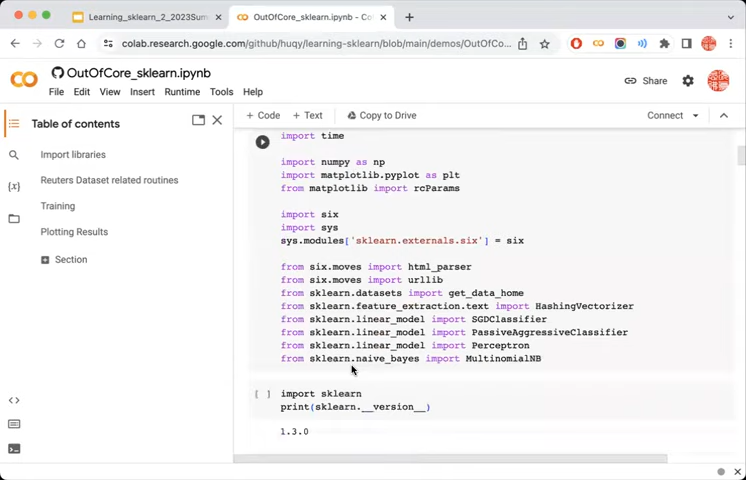 Learning_sklearn_2_2023Sum
OutOfCore_sklearn.ipynb - Co
colab.research.google.com/github/huqy/learning-sklearn/blob/main/demos/OutOfCo...
OutOfCore_sklearn.ipynb
File Edit View Insert Runtime Tools Help
Share
Table of contents
+ Code + Text Copy to Drive
Connect
Import libraries
Reuters Dataset related routines
Training
Plotting Results
Section
import time
import numpy as np
import matplotlib.pyplot as plt
from matplotlib import rcParams
import six
import sys
sys.modules['sklearn.externals.six'] = six
from six.moves import html_parser
from six.moves import urllib
from sklearn.datasets import get_data_home
from sklearn.feature_extraction.text import HashingVectorizer
from sklearn.linear_model import SGDClassifier
from sklearn.linear_model import PassiveAggressiveClassifier
from sklearn.linear_model import Perceptron
from sklearn.naive_bayes import MultinomialNB
[ ] import sklearn
print(sklearn.__version__)
1.3.0